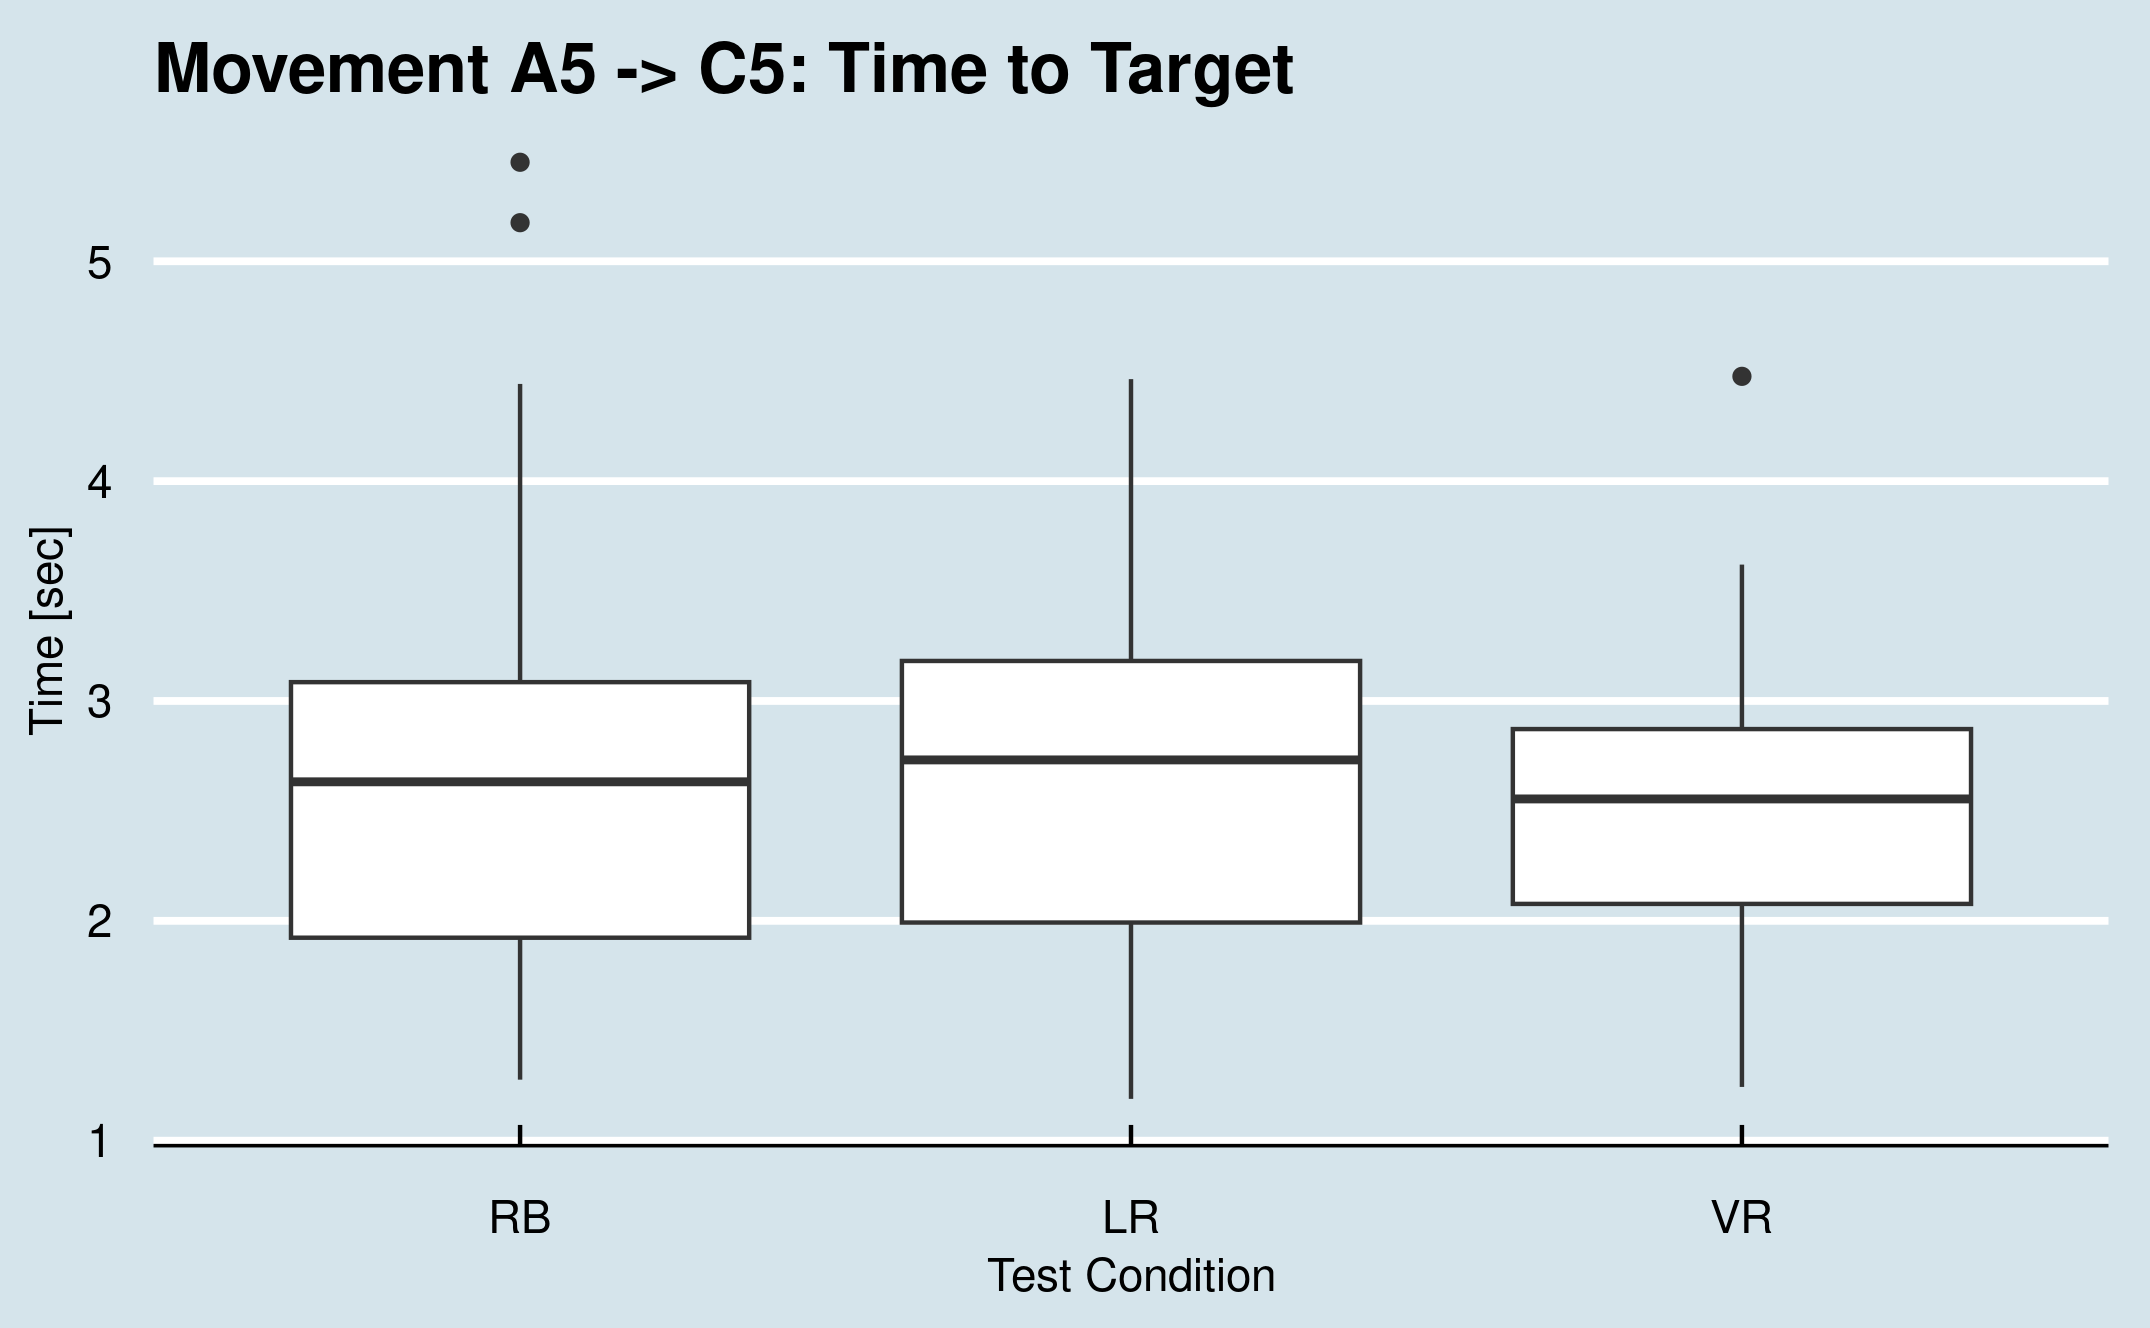 Movement A5 -> C5: Time to Target
Time [sec]
5
4
3
2
1
RB
LR
VR
Test Condition